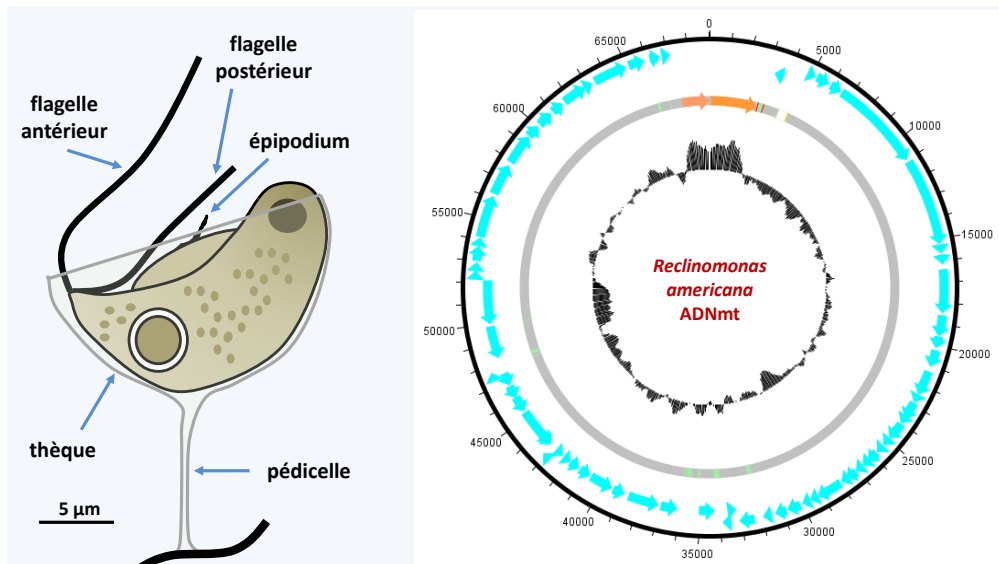 flagelle
postérieur
flagelle
antérieur
épipodium
thèque
pédicelle
5 µm
0
5000
10000
15000
20000
25000
30000
35000
40000
45000
50000
55000
60000
65000
Reclinomonas
americana
ADNmt